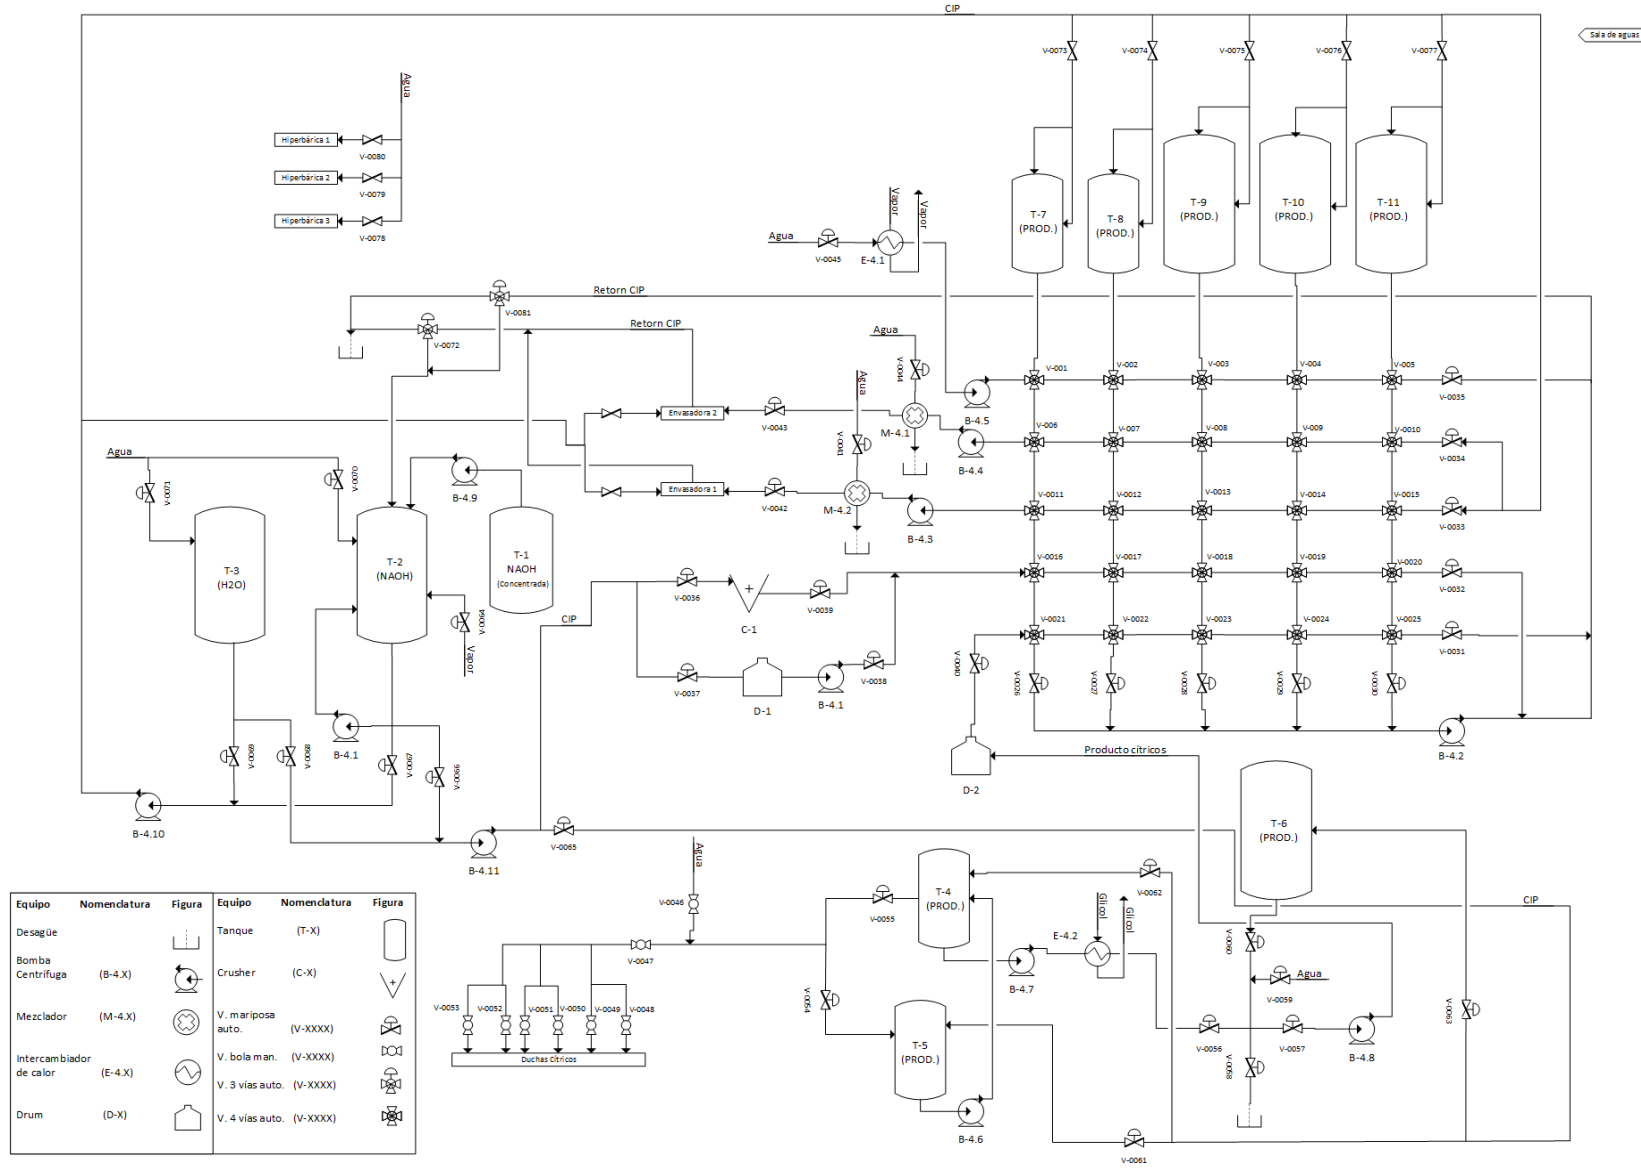 CIP
Sala de aguas
V-0073
V-0074
V-0075
V-0076
V-0077
Agua
Hiperbárica 1
V-0080
Hiperbárica 2
V-0079
Hiperbárica 3
V-0078
T-7
(PROD.)
T-8
(PROD.)
T-9
(PROD.)
T-10
(PROD.)
T-11
(PROD.)
Vapor
Vapor
Agua
V-0045
E-4.1
Retorn CIP
V-0081
Retorn CIP
V-0072
Agua
V-0044
Agua
V-0041
Envasadora 2
V-0043
M-4.1
B-4.5
B-4.4
Envasadora 1
V-0042
M-4.2
B-4.3
V-001
V-002
V-003
V-004
V-005
V-0035
V-006
V-007
V-008
V-009
V-0010
V-0034
V-0011
V-0012
V-0013
V-0014
V-0015
V-0033
V-0016
V-0017
V-0018
V-0019
V-0020
V-0032
V-0021
V-0022
V-0023
V-0024
V-0025
V-0031
V-0026
V-0027
V-0028
V-0029
V-0030
V-0040
B-4.2
Agua
V-0071
V-0070
B-4.9
T-3
(H2O)
T-2
(NAOH)
T-1
NAOH
(Concentrada)
V-0064
Vapor
CIP
V-0036
C-1
V-0039
V-0037
D-1
B-4.1
V-0038
D-2
Producto cítricos
B-4.1
V-0069
V-0068
V-0067
V-0066
B-4.10
B-4.11
V-0065
T-6
(PROD.)
Agua
V-0046
V-0047
V-0053
V-0052
V-0051
V-0050
V-0049
V-0048
Duchas Cítricos
V-0055
T-4
(PROD.)
V-0062
V-0054
T-5
(PROD.)
B-4.6
B-4.7
E-4.2
Glicol
Glicol
V-0060
Agua
V-0059
V-0056
V-0057
B-4.8
V-0058
V-0063
V-0061
CIP
Equipo Nomenclatura Figura
Desagüe
Bomba
Centrífuga (B-4.X)
Mezclador (M-4.X)
Intercambiador
de calor (E-4.X)
Drum (D-X)
Equipo Nomenclatura Figura
Tanque (T-X)
Crusher (C-X)
V. mariposa
auto. (V-XXXX)
V. bola man. (V-XXXX)
V. 3 vías auto. (V-XXXX)
V. 4 vías auto. (V-XXXX)